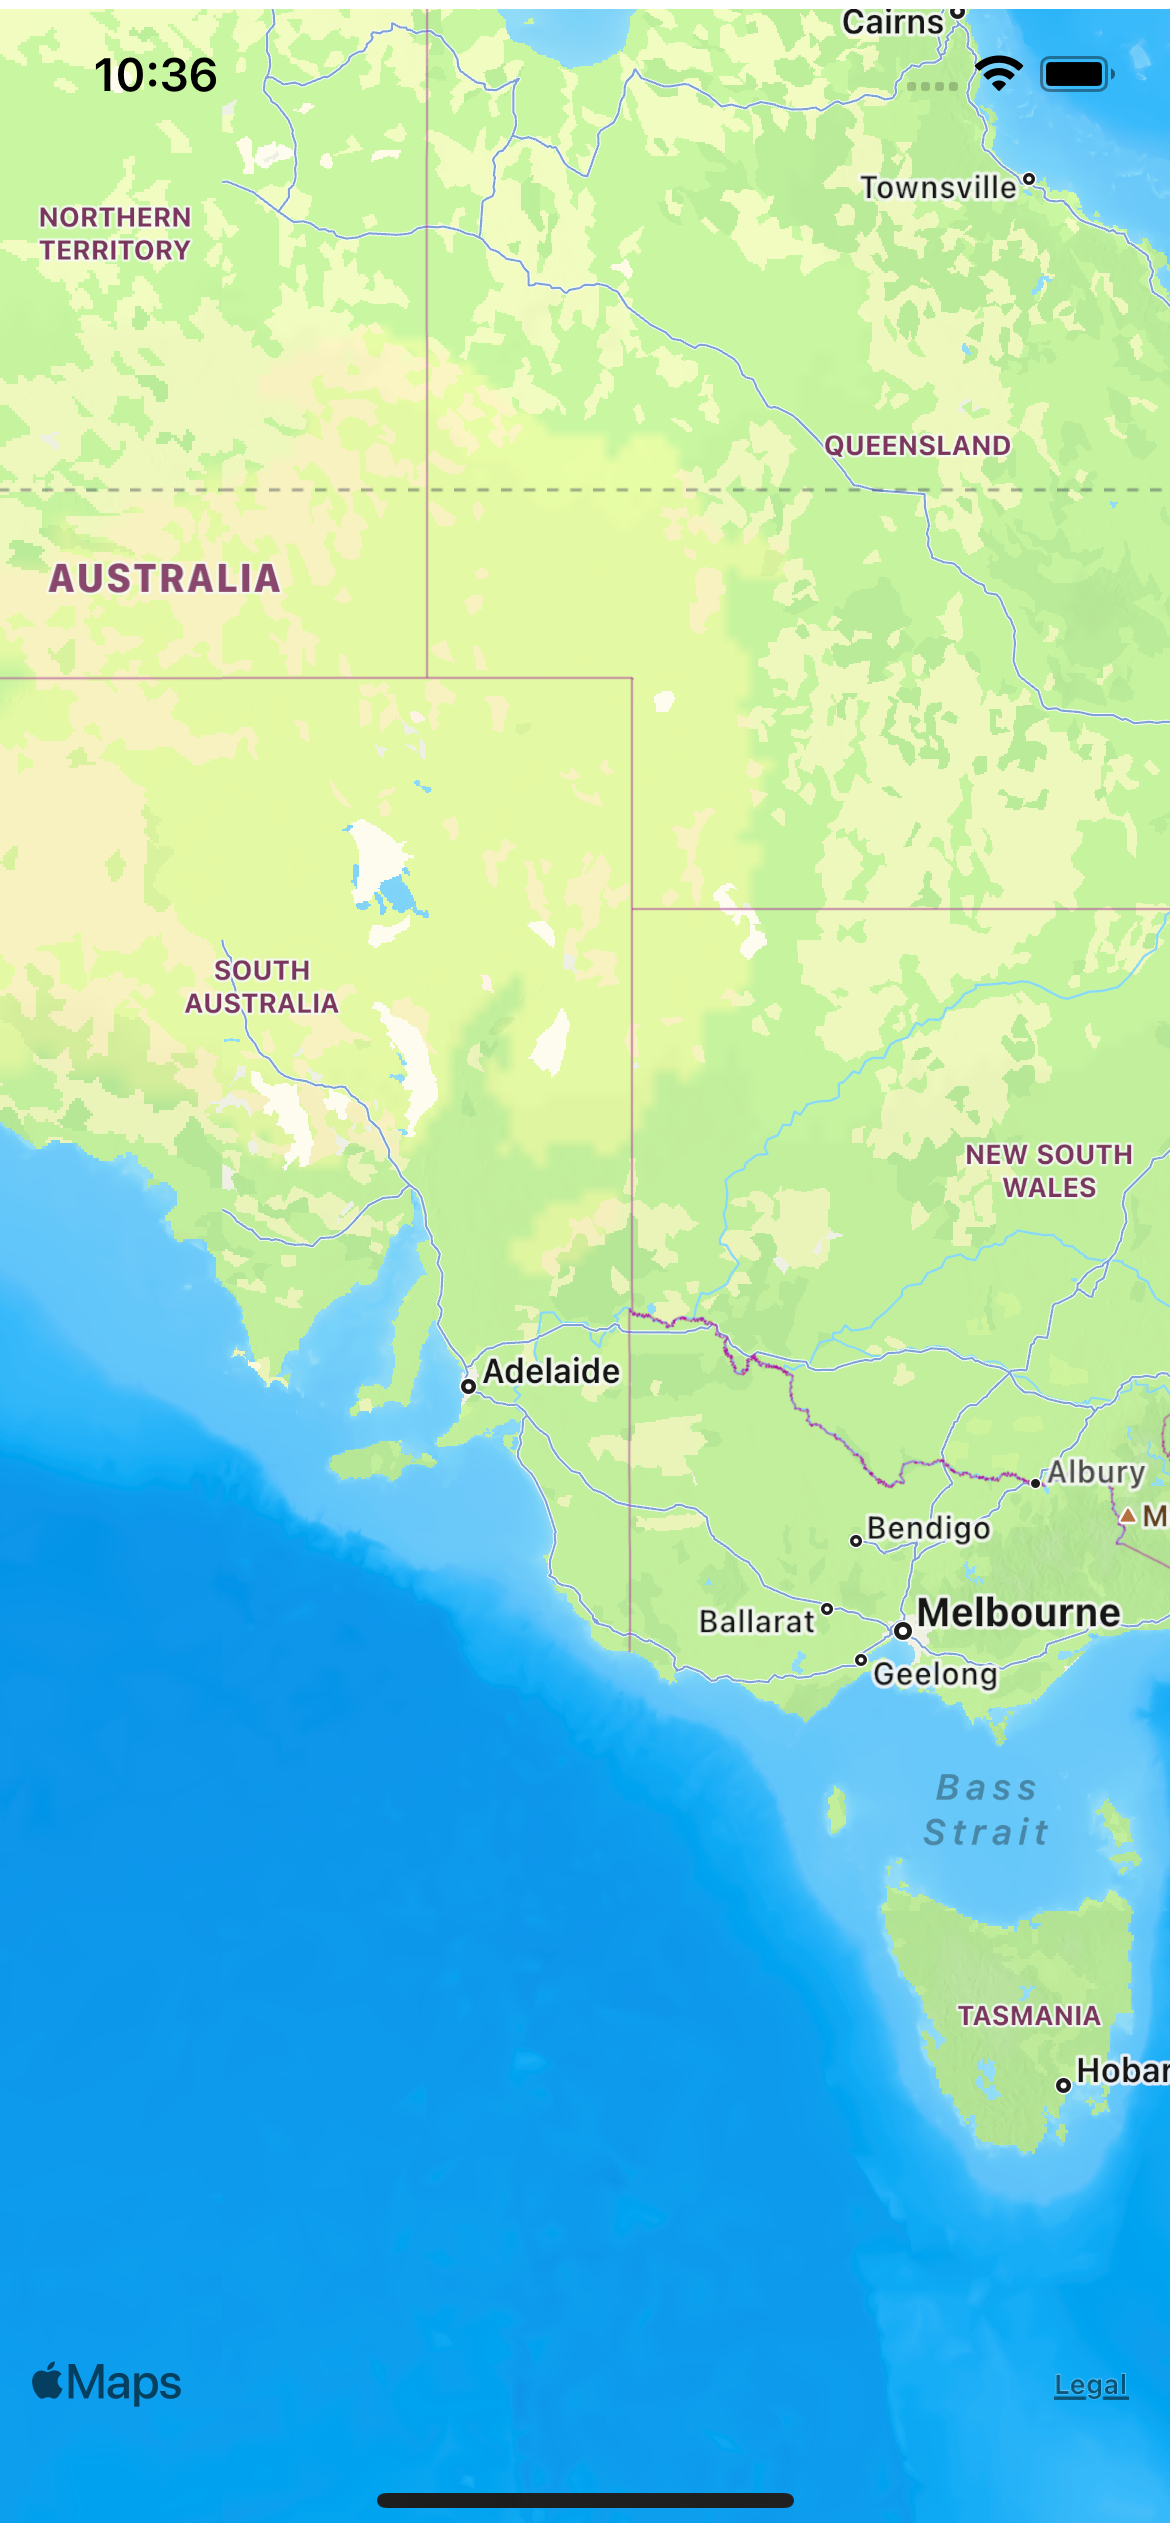 Cairns
10:36
Townsville
NORTHERN
TERRITORY
QUEENSLAND
AUSTRALIA
SOUTH
AUSTRALIA
NEW SOUTH
WALES
Adelaide
Albury
M
Bendigo
Melbourne
Ballarat
Geelong
Bass
Strait
TASMANIA
Hobar
Maps
Legal